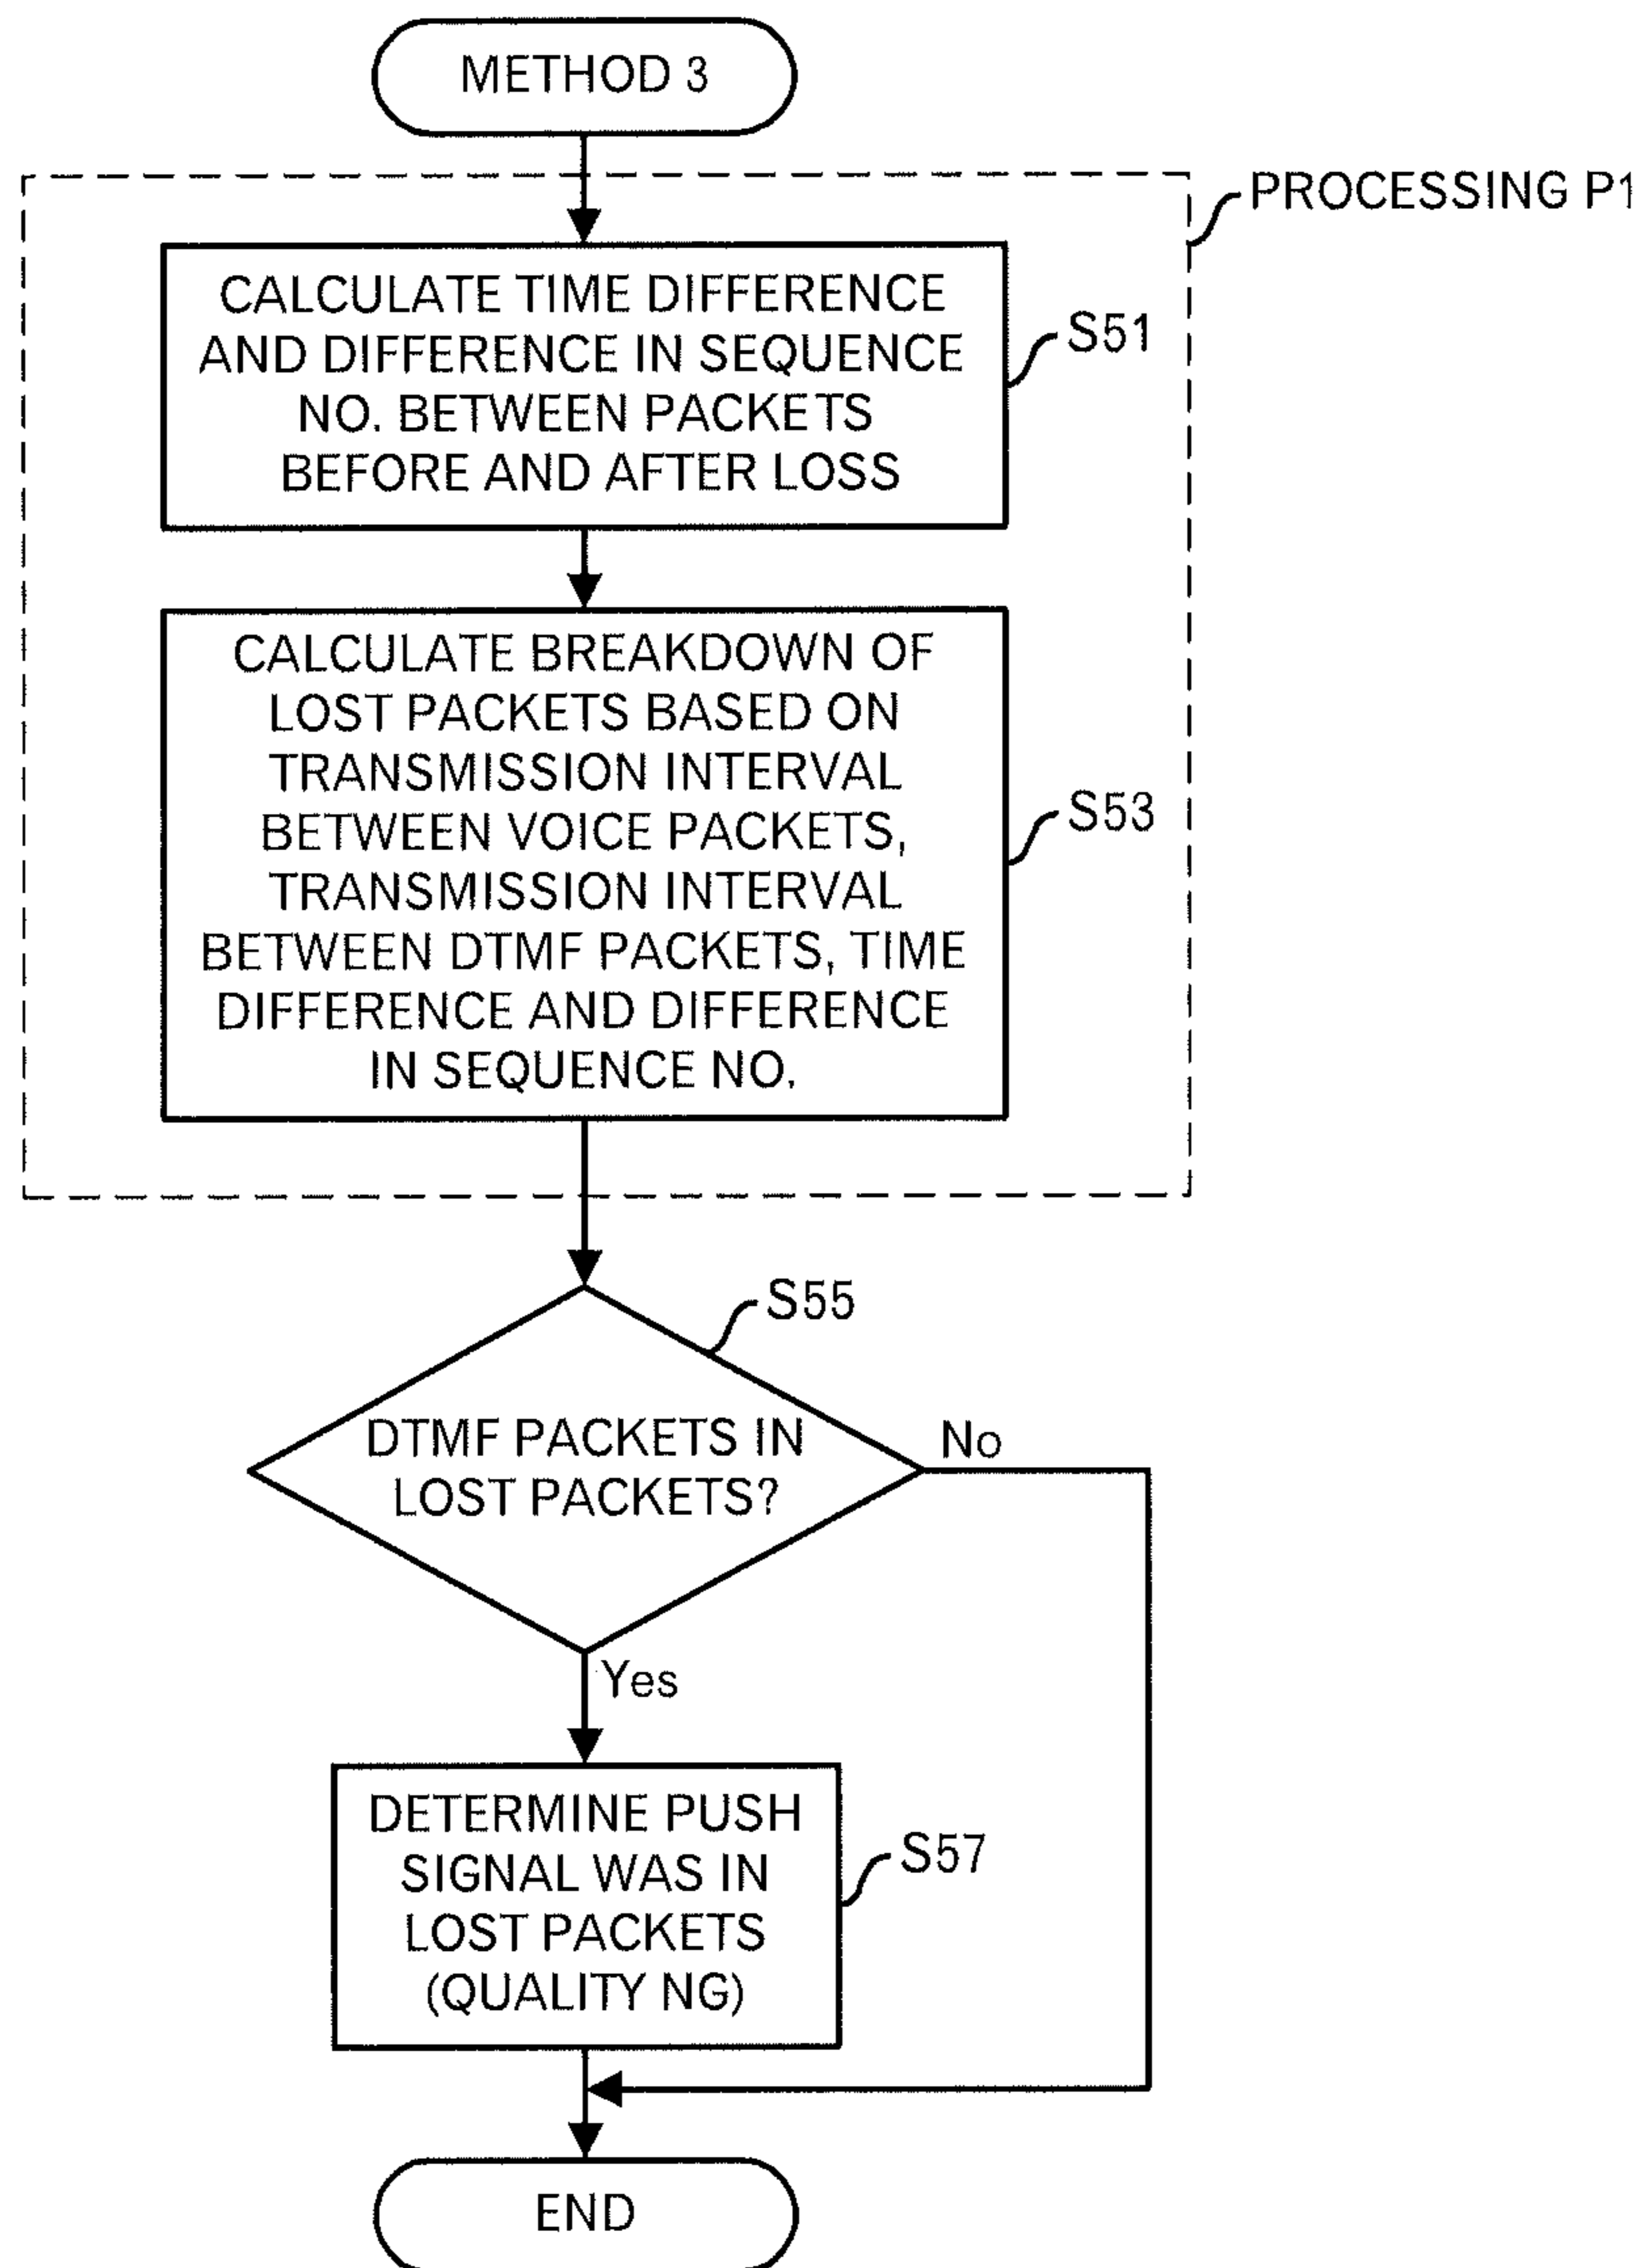 METHOD 3
PROCESSING P1
CALCULATE TIME DIFFERENCE
AND DIFFERENCE IN SEQUENCE
NO. BETWEEN PACKETS
BEFORE AND AFTER LOSS
S51
CALCULATE BREAKDOWN OF
LOST PACKETS BASED ON
TRANSMISSION INTERVAL
BETWEEN VOICE PACKETS,
TRANSMISSION INTERVAL
BETWEEN DTMF PACKETS, TIME
DIFFERENCE AND DIFFERENCE
IN SEQUENCE NO.
S53
S55
DTMF PACKETS IN
LOST PACKETS?
No
Yes
DETERMINE PUSH
SIGNAL WAS IN
LOST PACKETS
(QUALITY NG)
S57
END